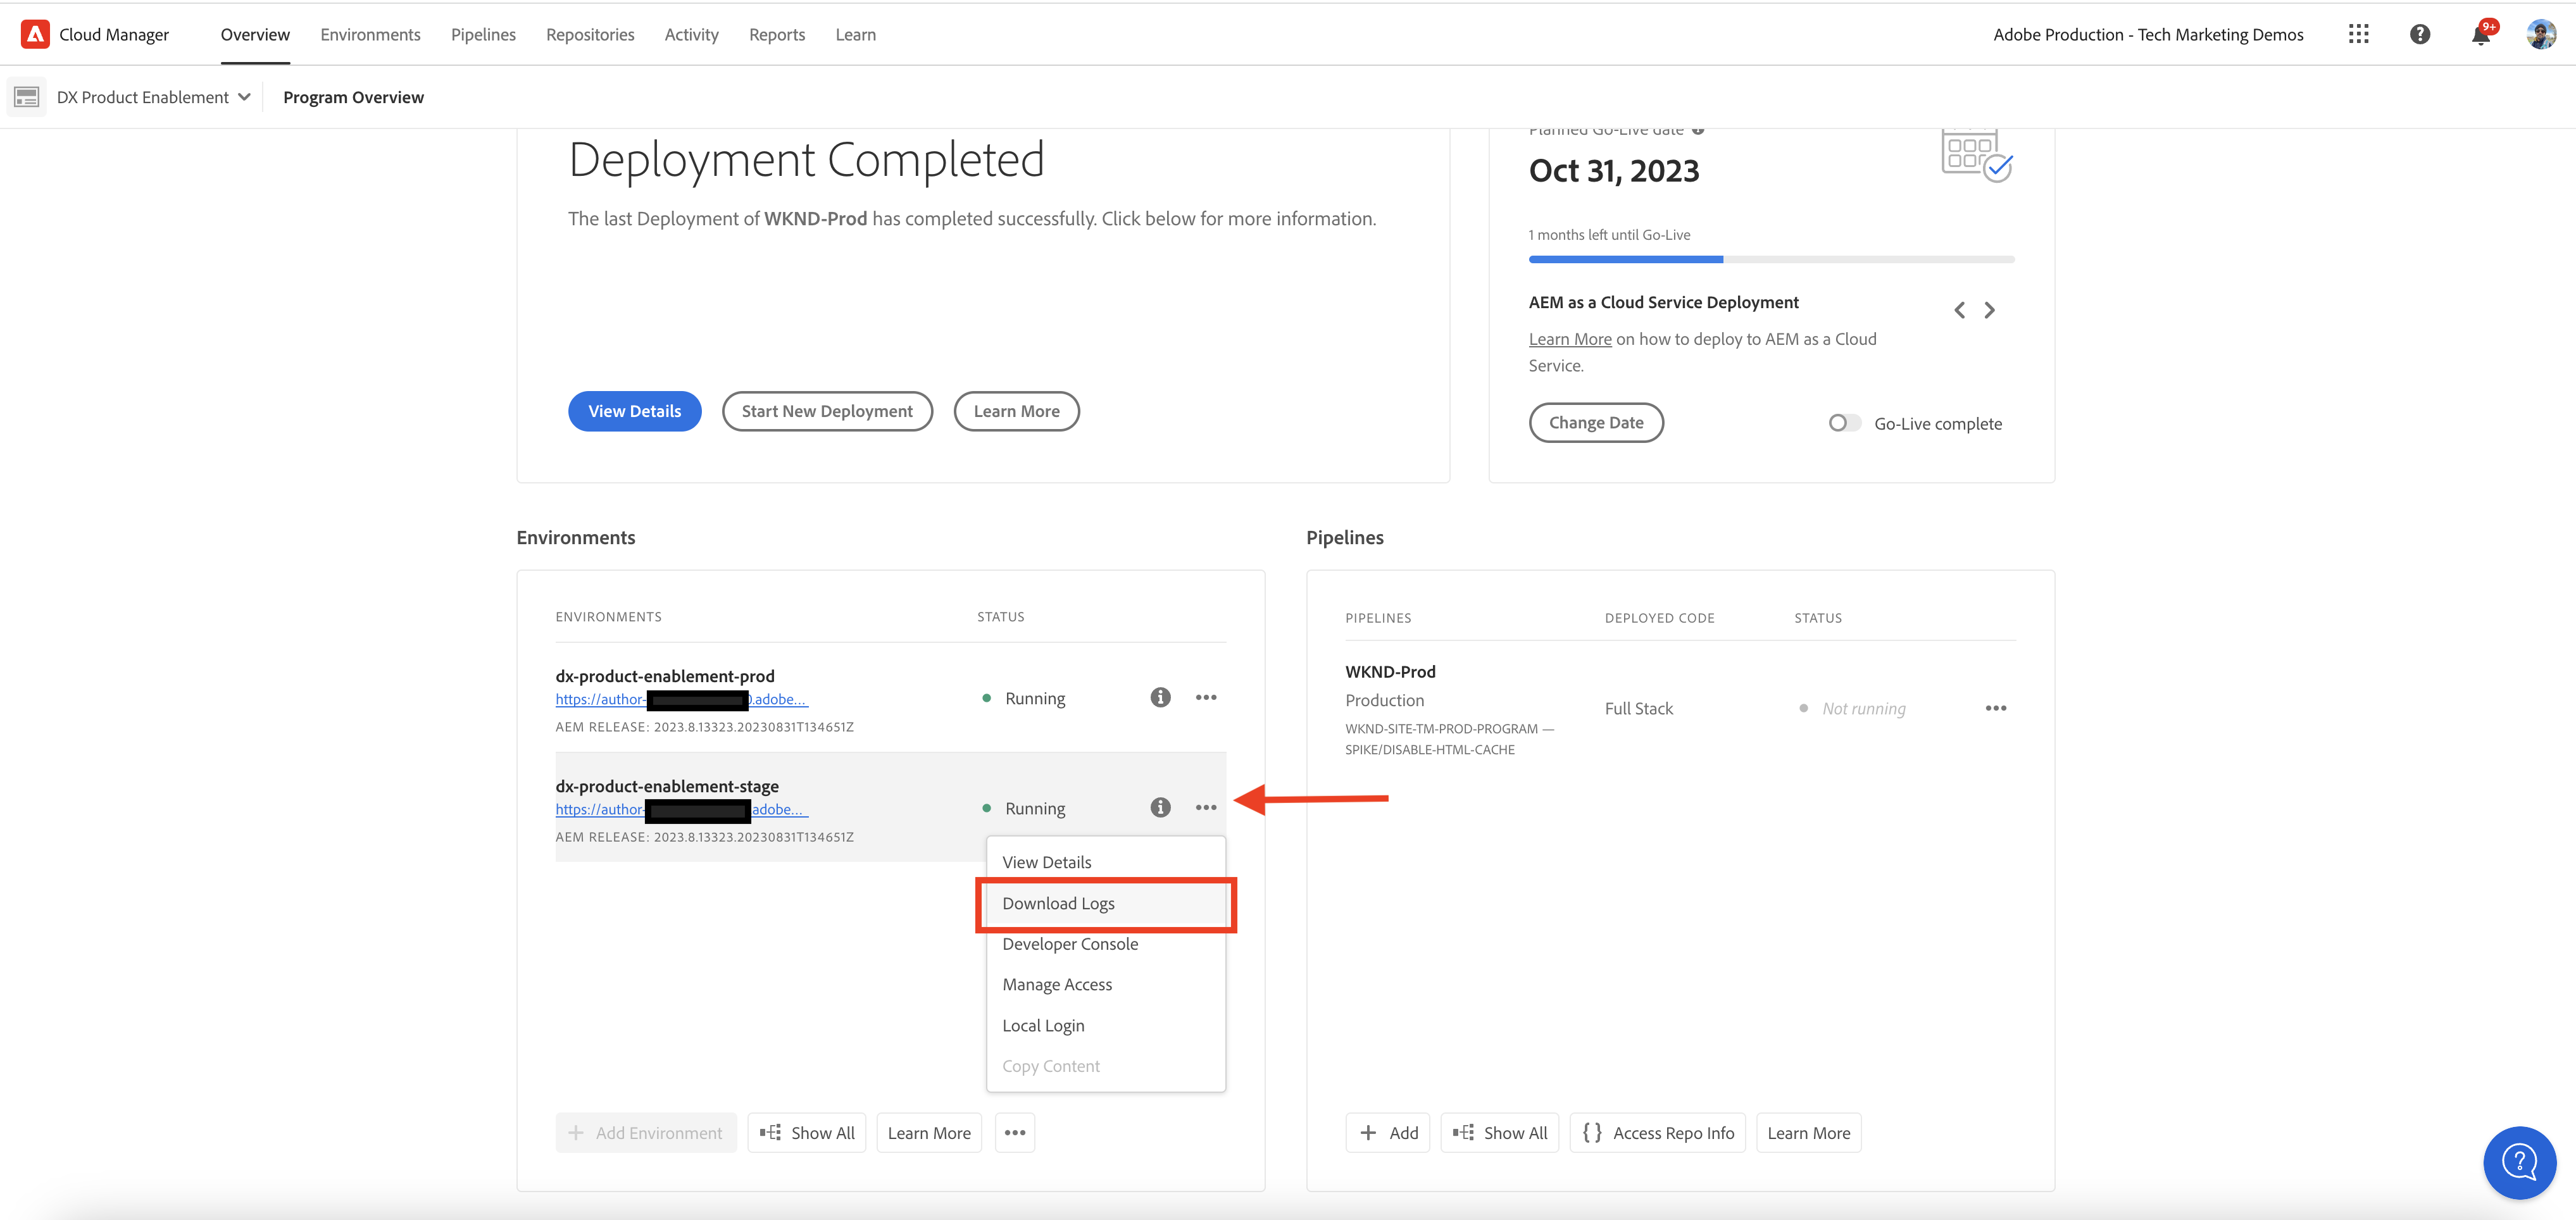 Cloud Manager
Overview
Environments
Pipelines
Repositories
Activity
Reports
Learn
Adobe Production - Tech Marketing Demos
9+
DX Product Enablement
Program Overview
Deployment Completed
The last Deployment of WKND-Prod has completed successfully. Click below for more information.
View Details
Start New Deployment
Learn More
Planned Go-Live date
Oct 31, 2023
1 months left until Go-Live
AEM as a Cloud Service Deployment
Learn More on how to deploy to AEM as a Cloud
Service.
Change Date
Go-Live complete
Environments
ENVIRONMENTS
STATUS
dx-product-enablement-prod
https://author-
.adobe...
Running
AEM RELEASE: 2023.8.13323.20230831T134651Z
dx-product-enablement-stage
https://author-
adobe...
Running
AEM RELEASE: 2023.8.13323.20230831T134651Z
View Details
Download Logs
Developer Console
Manage Access
Local Login
Copy Content
Add Environment
Show All
Learn More
Pipelines
PIPELINES
DEPLOYED CODE
STATUS
WKND-Prod
Production
WKND-SITE-TM-PROD-PROGRAM —
SPIKE/DISABLE-HTML-CACHE
Full Stack
Not running
Add
Show All
Access Repo Info
Learn More